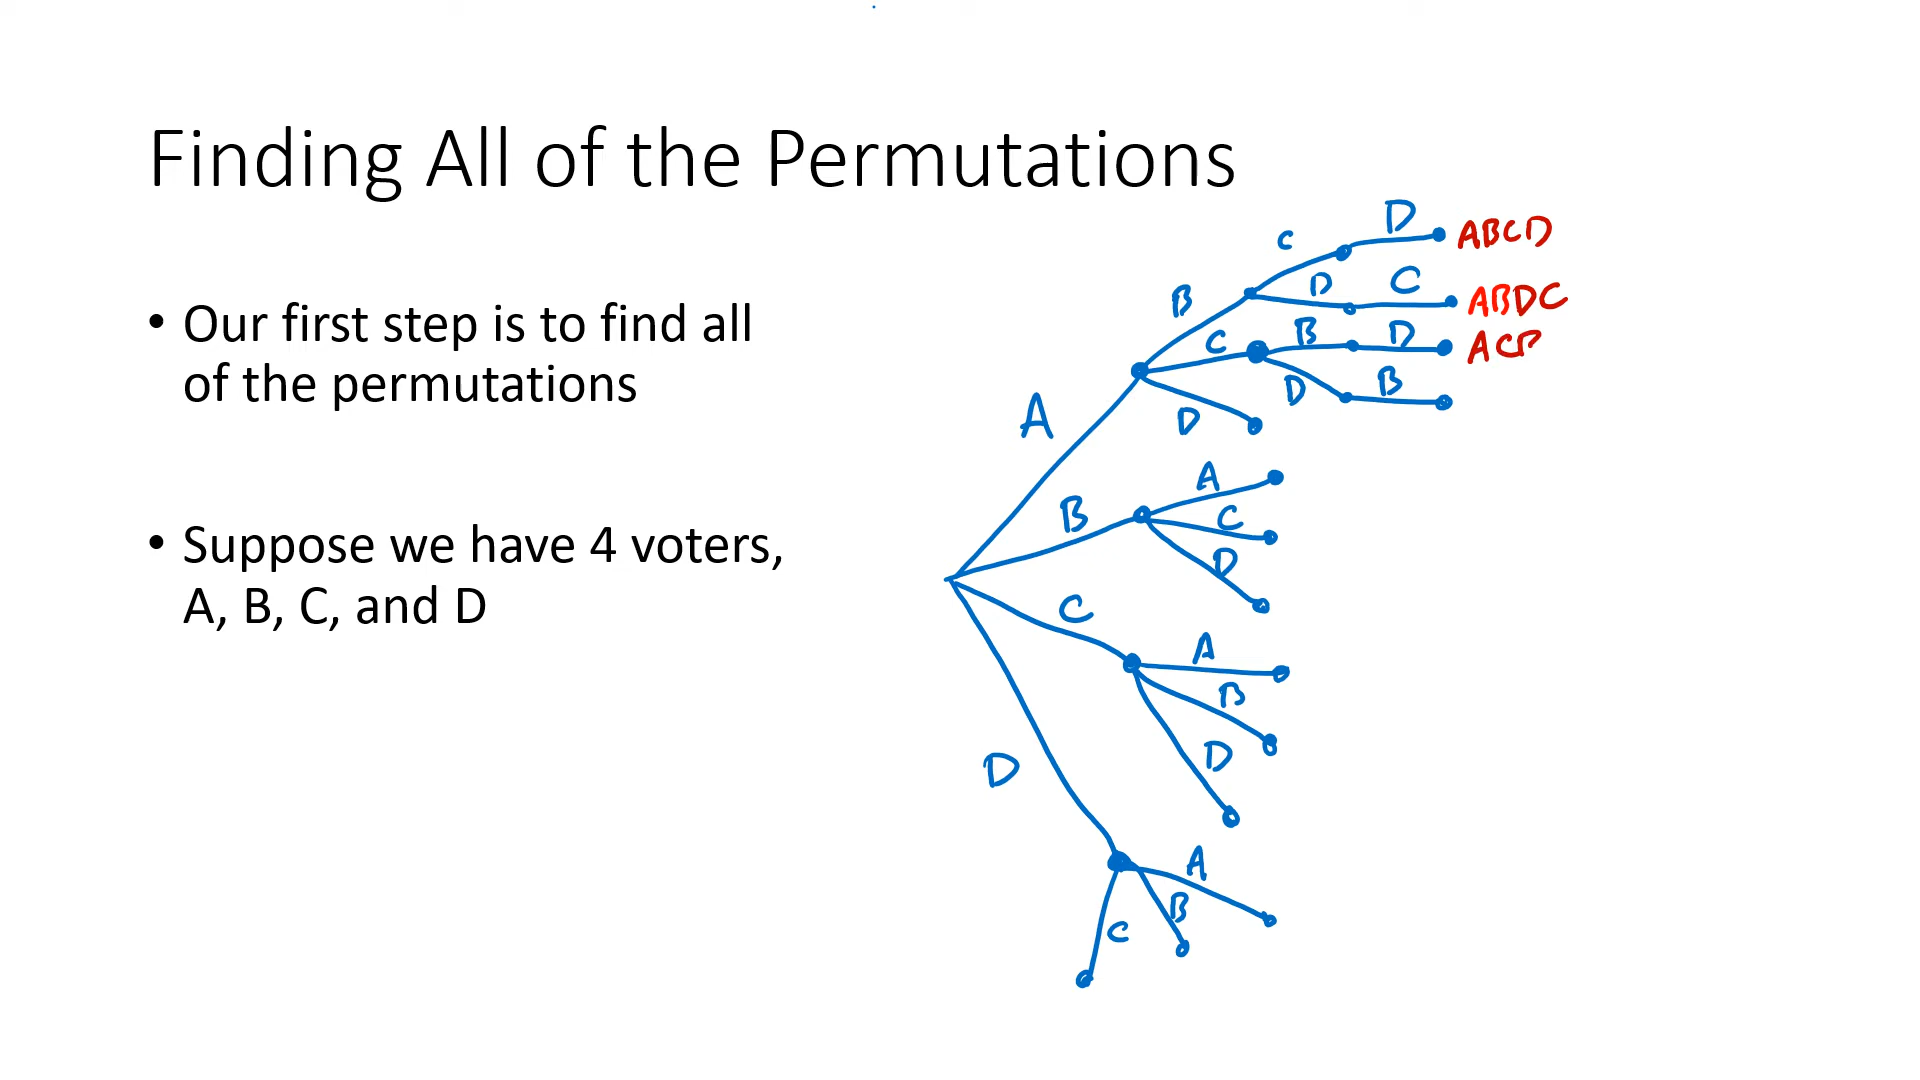 Finding All of the Permutations
• Our first step is to find all
of the permutations
• Suppose we have 4 voters,
A, B, C, and D
D
C
ABCD
B
D
C
ABDC
C
B
D
D
B
A
D
A
B
C
D
C
A
B
D
D
A
B
C